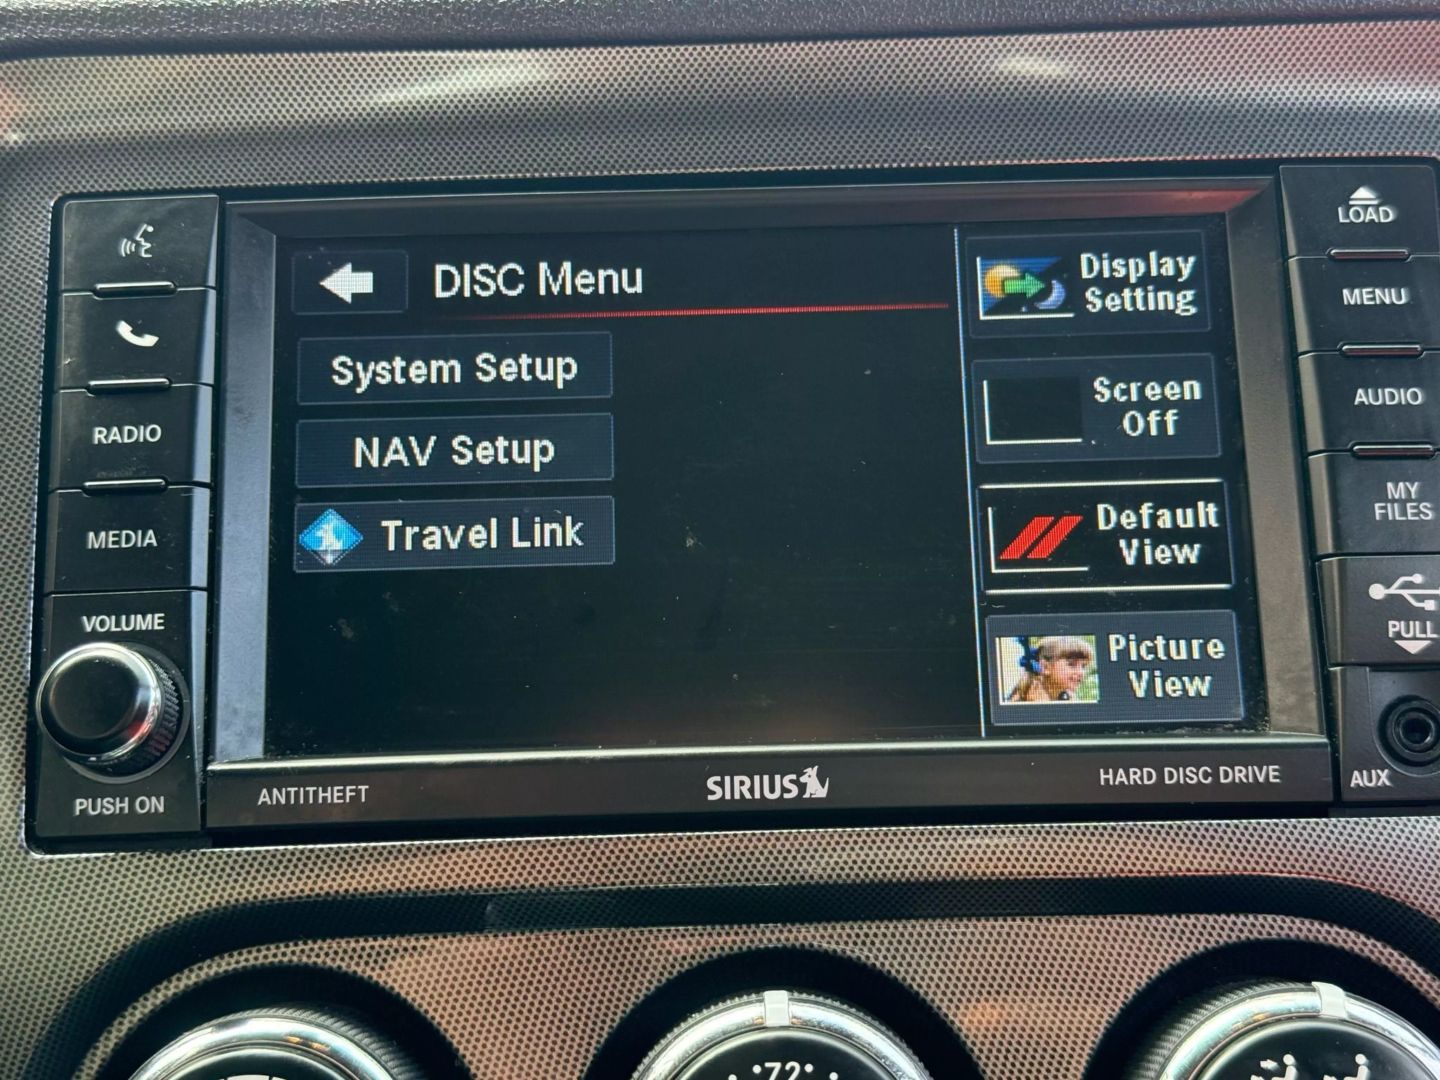 RADIO
MEDIA
VOLUME
PUSH ON
DISC Menu
System Setup
NAV Setup
Travel Link
Display
Setting
Screen
Off
Default
View
Picture
View
ANTITHEFT
SIRIUS
HARD DISC DRIVE
LOAD
MENU
AUDIO
MY
FILES
PULL
AUX
72